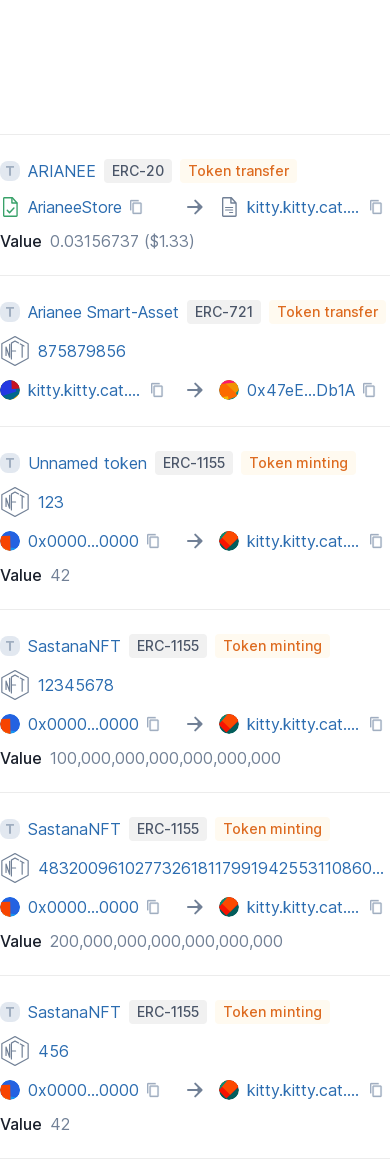 T ARIANEE ERC-20 Token transfer
ArianeeStore → kitty.kitty.cat....
Value 0.03156737 ($1.33)
T Arianee Smart-Asset ERC-721 Token transfer
NFT 875879856
kitty.kitty.cat.... → 0x47eE...Db1A
T Unnamed token ERC-1155 Token minting
NFT 123
0x0000...0000 → kitty.kitty.cat....
Value 42
T SastanaNFT ERC-1155 Token minting
NFT 12345678
0x0000...0000 → kitty.kitty.cat....
Value 100,000,000,000,000,000,000
T SastanaNFT ERC-1155 Token minting
NFT 483200961027732618117991942553110860...
0x0000...0000 → kitty.kitty.cat....
Value 200,000,000,000,000,000,000
T SastanaNFT ERC-1155 Token minting
NFT 456
0x0000...0000 → kitty.kitty.cat....
Value 42